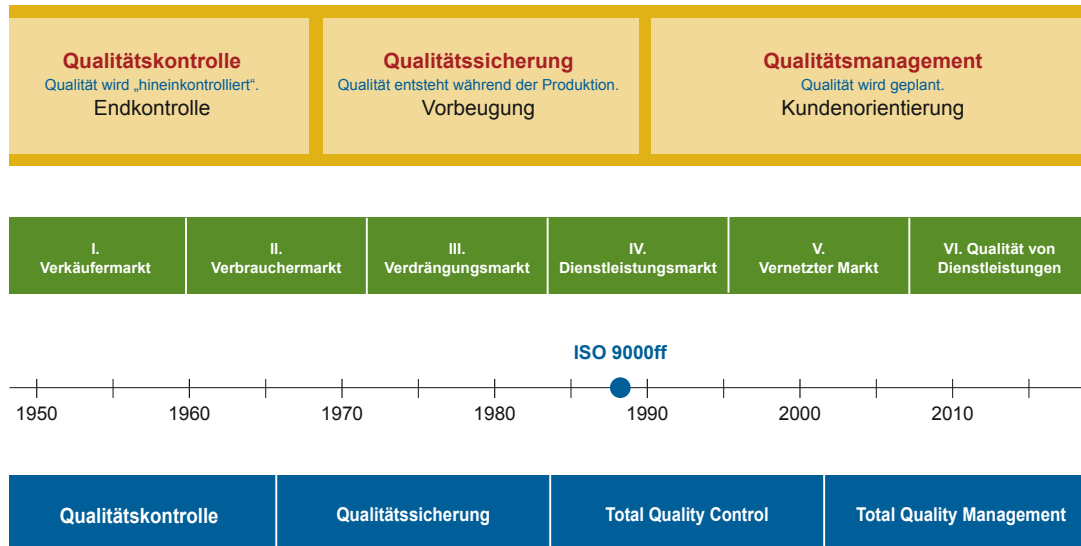 Qualitätskontrolle
Qualität wird „hineinkontrolliert“.
Endkontrolle
Qualitätssicherung
Qualität entsteht während der Produktion.
Vorbeugung
Qualitätsmanagement
Qualität wird geplant.
Kundenorientierung
I.
Verkäufermarkt
II.
Verbrauchermarkt
III.
Verdrängungsmarkt
IV.
Dienstleistungsmarkt
V.
Vernetzter Markt
VI. Qualität von
Dienstleistungen
ISO 9000ff
1950 1960 1970 1980 1990 2000 2010
Qualitätskontrolle
Qualitätssicherung
Total Quality Control
Total Quality Management